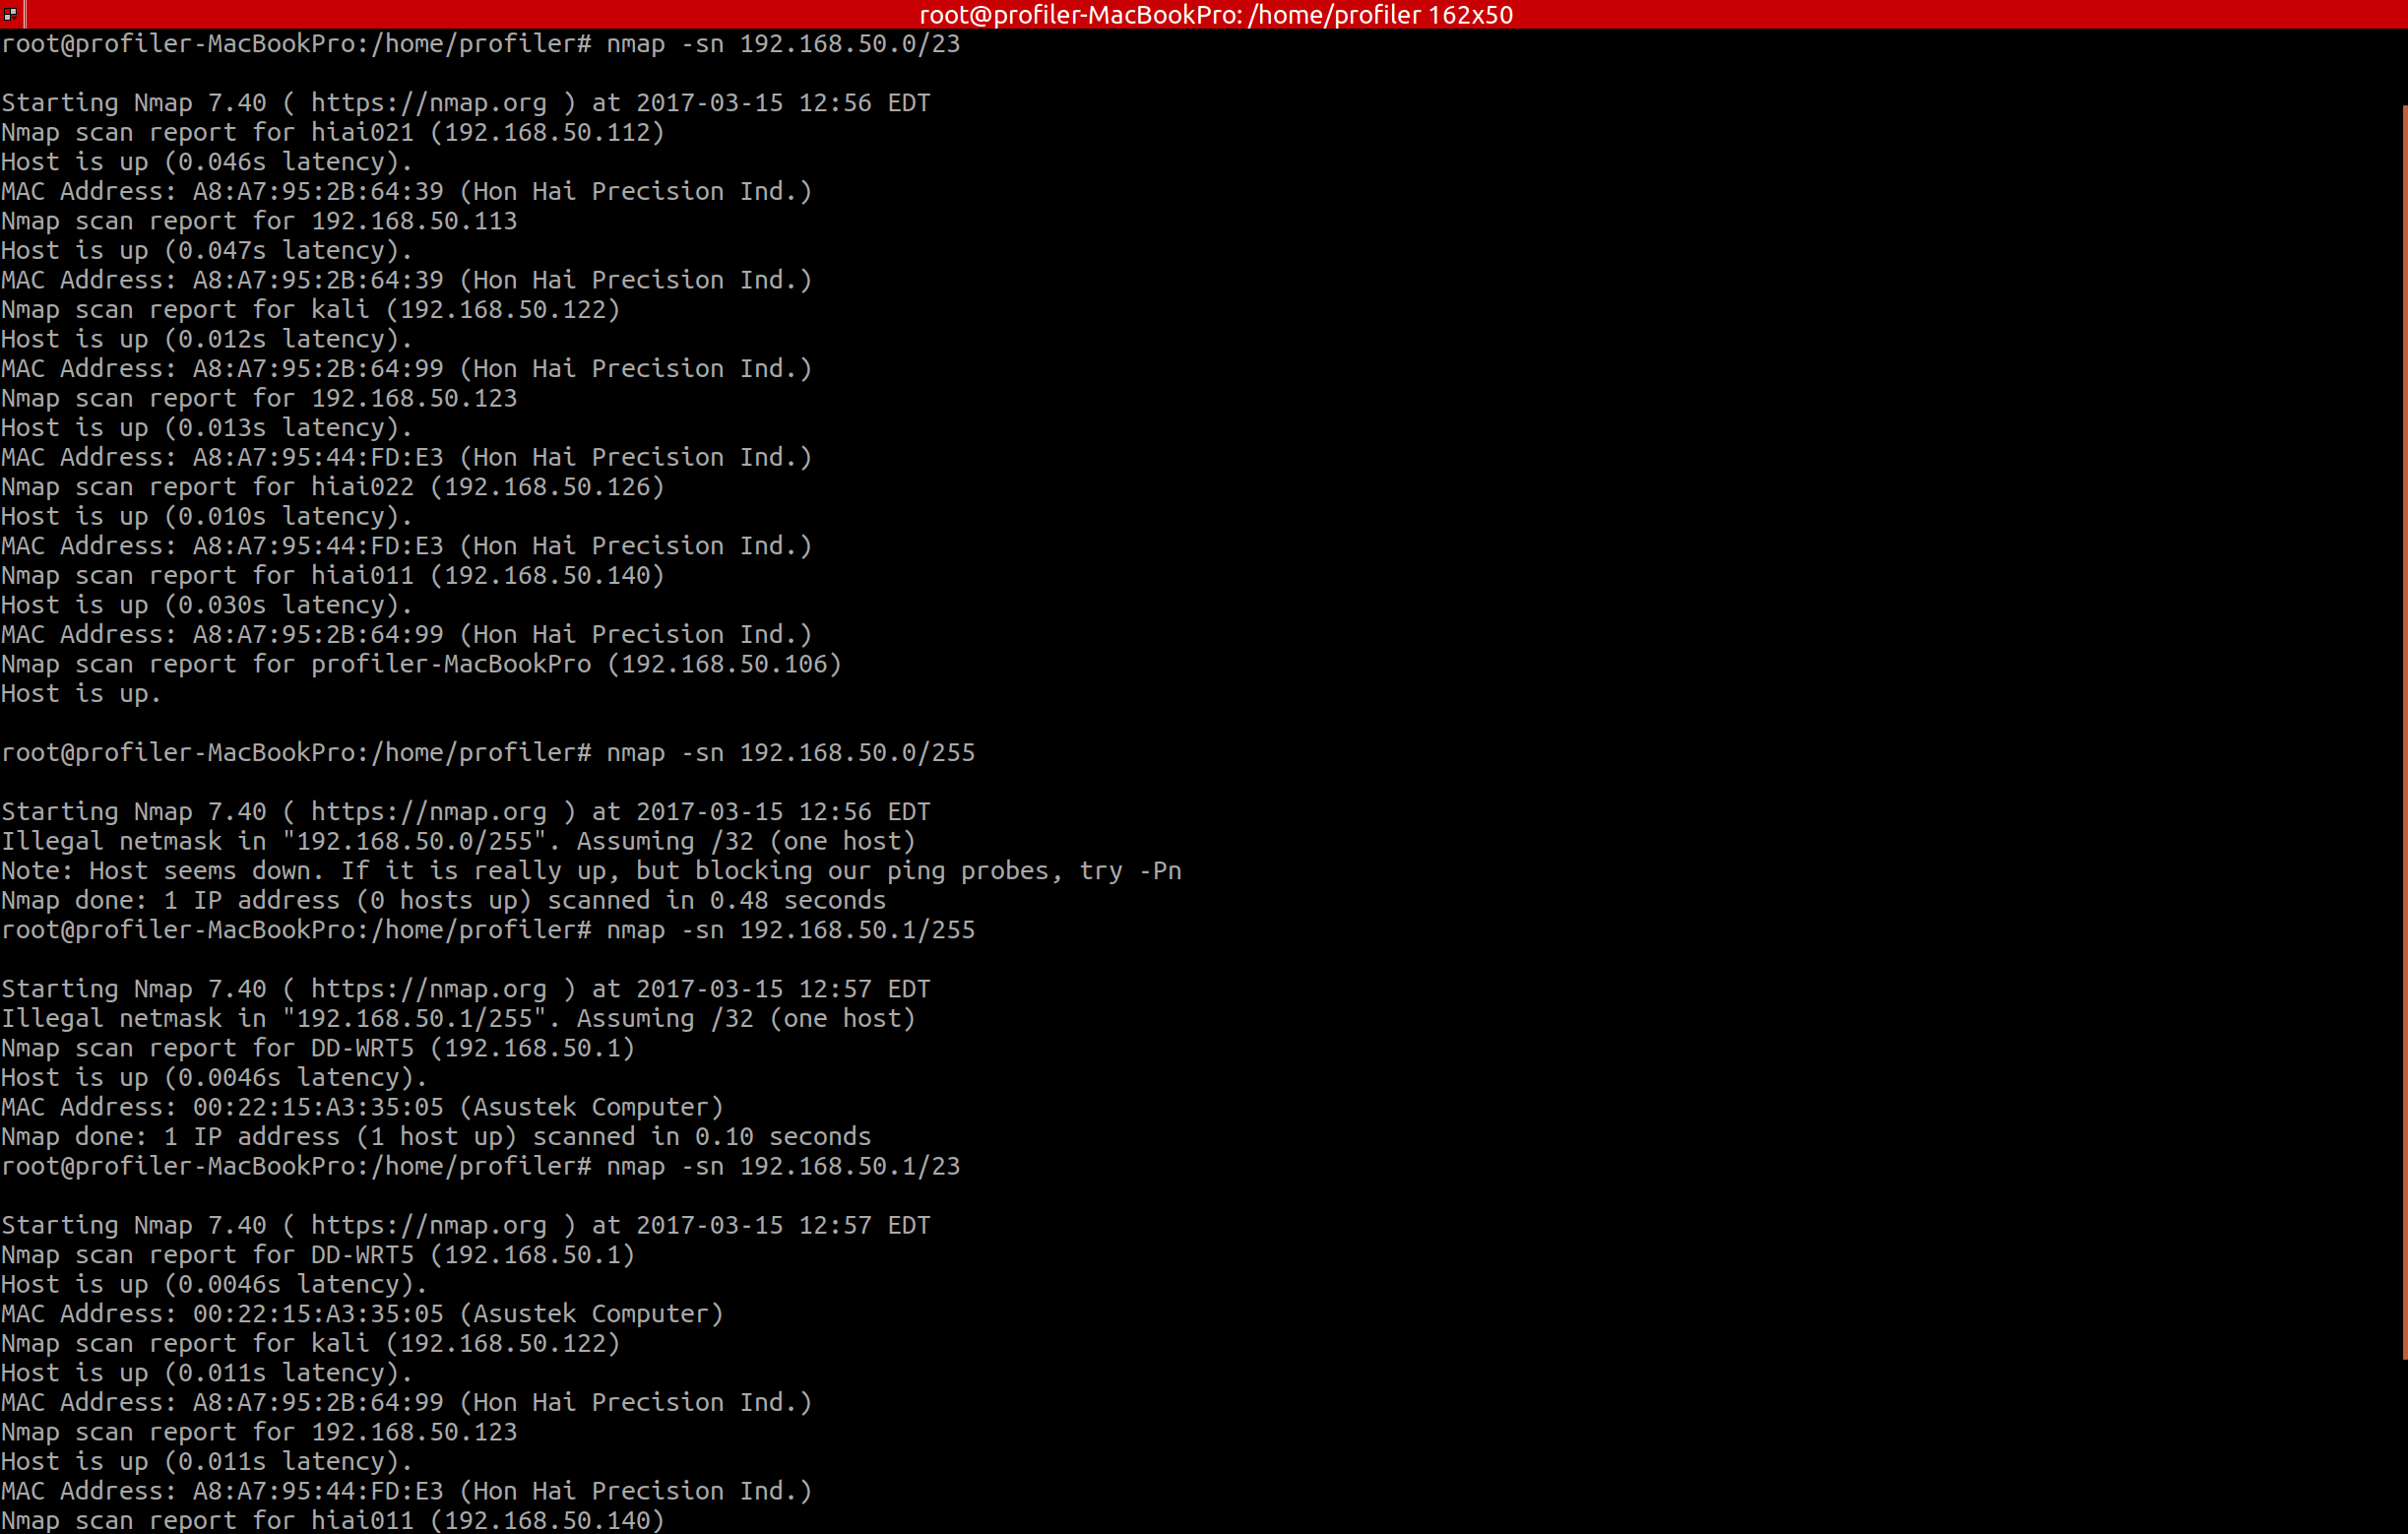 root@profiler-MacBookPro: /home/profiler 162x50
root@profiler-MacBookPro:/home/profiler# nmap -sn 192.168.50.0/23

Starting Nmap 7.40 ( https://nmap.org ) at 2017-03-15 12:56 EDT
Nmap scan report for hiai021 (192.168.50.112)
Host is up (0.046s latency).
MAC Address: A8:A7:95:2B:64:39 (Hon Hai Precision Ind.)
Nmap scan report for 192.168.50.113
Host is up (0.047s latency).
MAC Address: A8:A7:95:2B:64:39 (Hon Hai Precision Ind.)
Nmap scan report for kali (192.168.50.122)
Host is up (0.012s latency).
MAC Address: A8:A7:95:2B:64:99 (Hon Hai Precision Ind.)
Nmap scan report for 192.168.50.123
Host is up (0.013s latency).
MAC Address: A8:A7:95:44:FD:E3 (Hon Hai Precision Ind.)
Nmap scan report for hiai022 (192.168.50.126)
Host is up (0.010s latency).
MAC Address: A8:A7:95:44:FD:E3 (Hon Hai Precision Ind.)
Nmap scan report for hiai011 (192.168.50.140)
Host is up (0.030s latency).
MAC Address: A8:A7:95:2B:64:99 (Hon Hai Precision Ind.)
Nmap scan report for profiler-MacBookPro (192.168.50.106)
Host is up.

root@profiler-MacBookPro:/home/profiler# nmap -sn 192.168.50.0/255

Starting Nmap 7.40 ( https://nmap.org ) at 2017-03-15 12:56 EDT
Illegal netmask in "192.168.50.0/255". Assuming /32 (one host)
Note: Host seems down. If it is really up, but blocking our ping probes, try -Pn
Nmap done: 1 IP address (0 hosts up) scanned in 0.48 seconds
root@profiler-MacBookPro:/home/profiler# nmap -sn 192.168.50.1/255

Starting Nmap 7.40 ( https://nmap.org ) at 2017-03-15 12:57 EDT
Illegal netmask in "192.168.50.1/255". Assuming /32 (one host)
Nmap scan report for DD-WRT5 (192.168.50.1)
Host is up (0.0046s latency).
MAC Address: 00:22:15:A3:35:05 (Asustek Computer)
Nmap done: 1 IP address (1 host up) scanned in 0.10 seconds
root@profiler-MacBookPro:/home/profiler# nmap -sn 192.168.50.1/23

Starting Nmap 7.40 ( https://nmap.org ) at 2017-03-15 12:57 EDT
Nmap scan report for DD-WRT5 (192.168.50.1)
Host is up (0.0046s latency).
MAC Address: 00:22:15:A3:35:05 (Asustek Computer)
Nmap scan report for kali (192.168.50.122)
Host is up (0.011s latency).
MAC Address: A8:A7:95:2B:64:99 (Hon Hai Precision Ind.)
Nmap scan report for 192.168.50.123
Host is up (0.011s latency).
MAC Address: A8:A7:95:44:FD:E3 (Hon Hai Precision Ind.)
Nmap scan report for hiai011 (192.168.50.140)